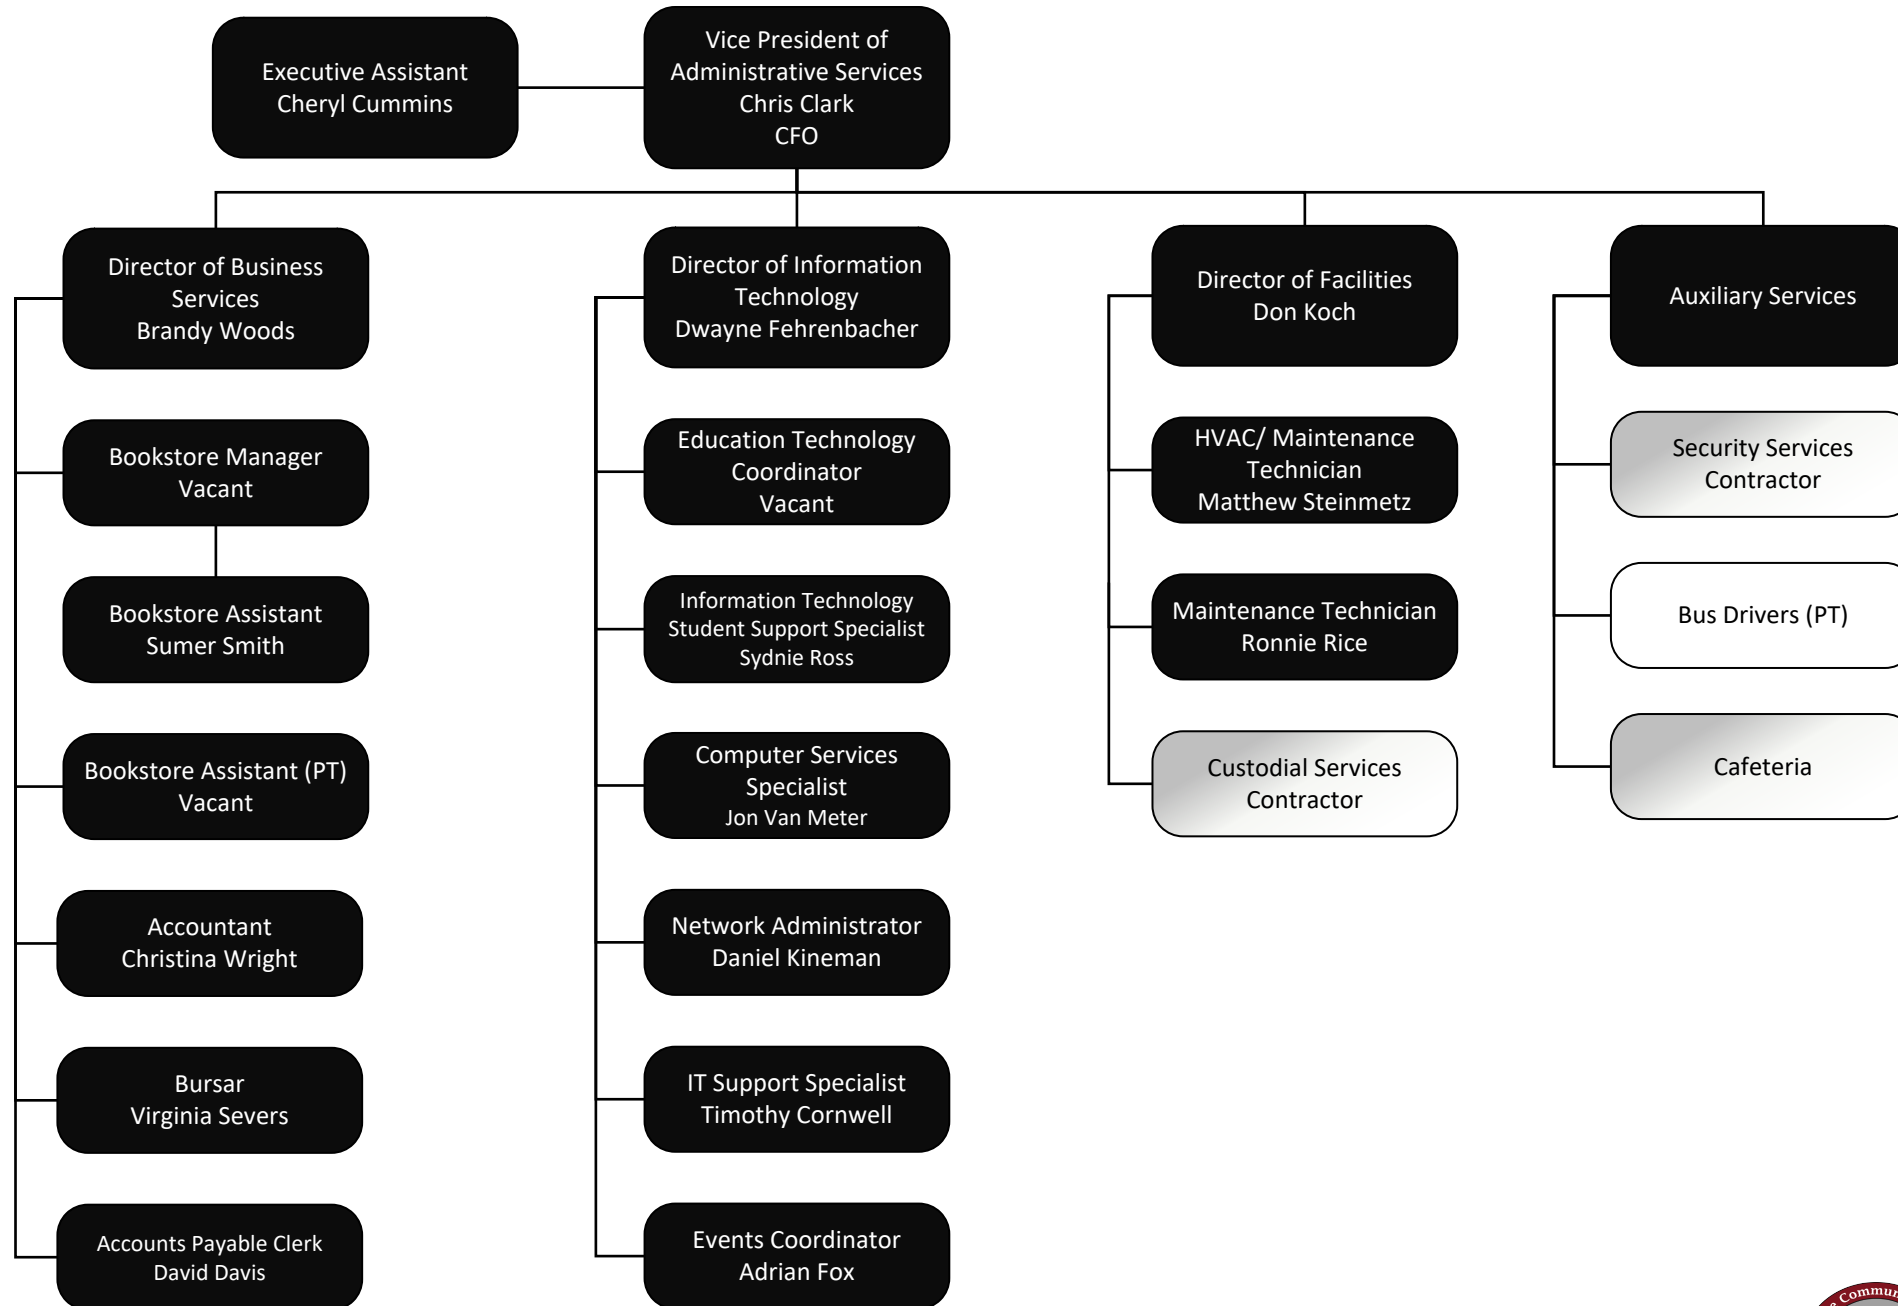 Executive Assistant
Cheryl Cummins
Vice President of
Administrative Services
Chris Clark
CFO
Director of Business
Services
Brandy Woods
Bookstore Manager
Vacant
Bookstore Assistant
Sumer Smith
Bookstore Assistant (PT)
Vacant
Accountant
Christina Wright
Bursar
Virginia Severs
Accounts Payable Clerk
David Davis
Director of Information
Technology
Dwayne Fehrenbacher
Education Technology
Coordinator
Vacant
Information Technology
Student Support Specialist
Sydnie Ross
Computer Services
Specialist
Jon Van Meter
Network Administrator
Daniel Kineman
IT Support Specialist
Timothy Cornwell
Events Coordinator
Adrian Fox
Director of Facilities
Don Koch
HVAC/ Maintenance
Technician
Matthew Steinmetz
Maintenance Technician
Ronnie Rice
Custodial Services
Contractor
Auxiliary Services
Security Services
Contractor
Bus Drivers (PT)
Cafeteria